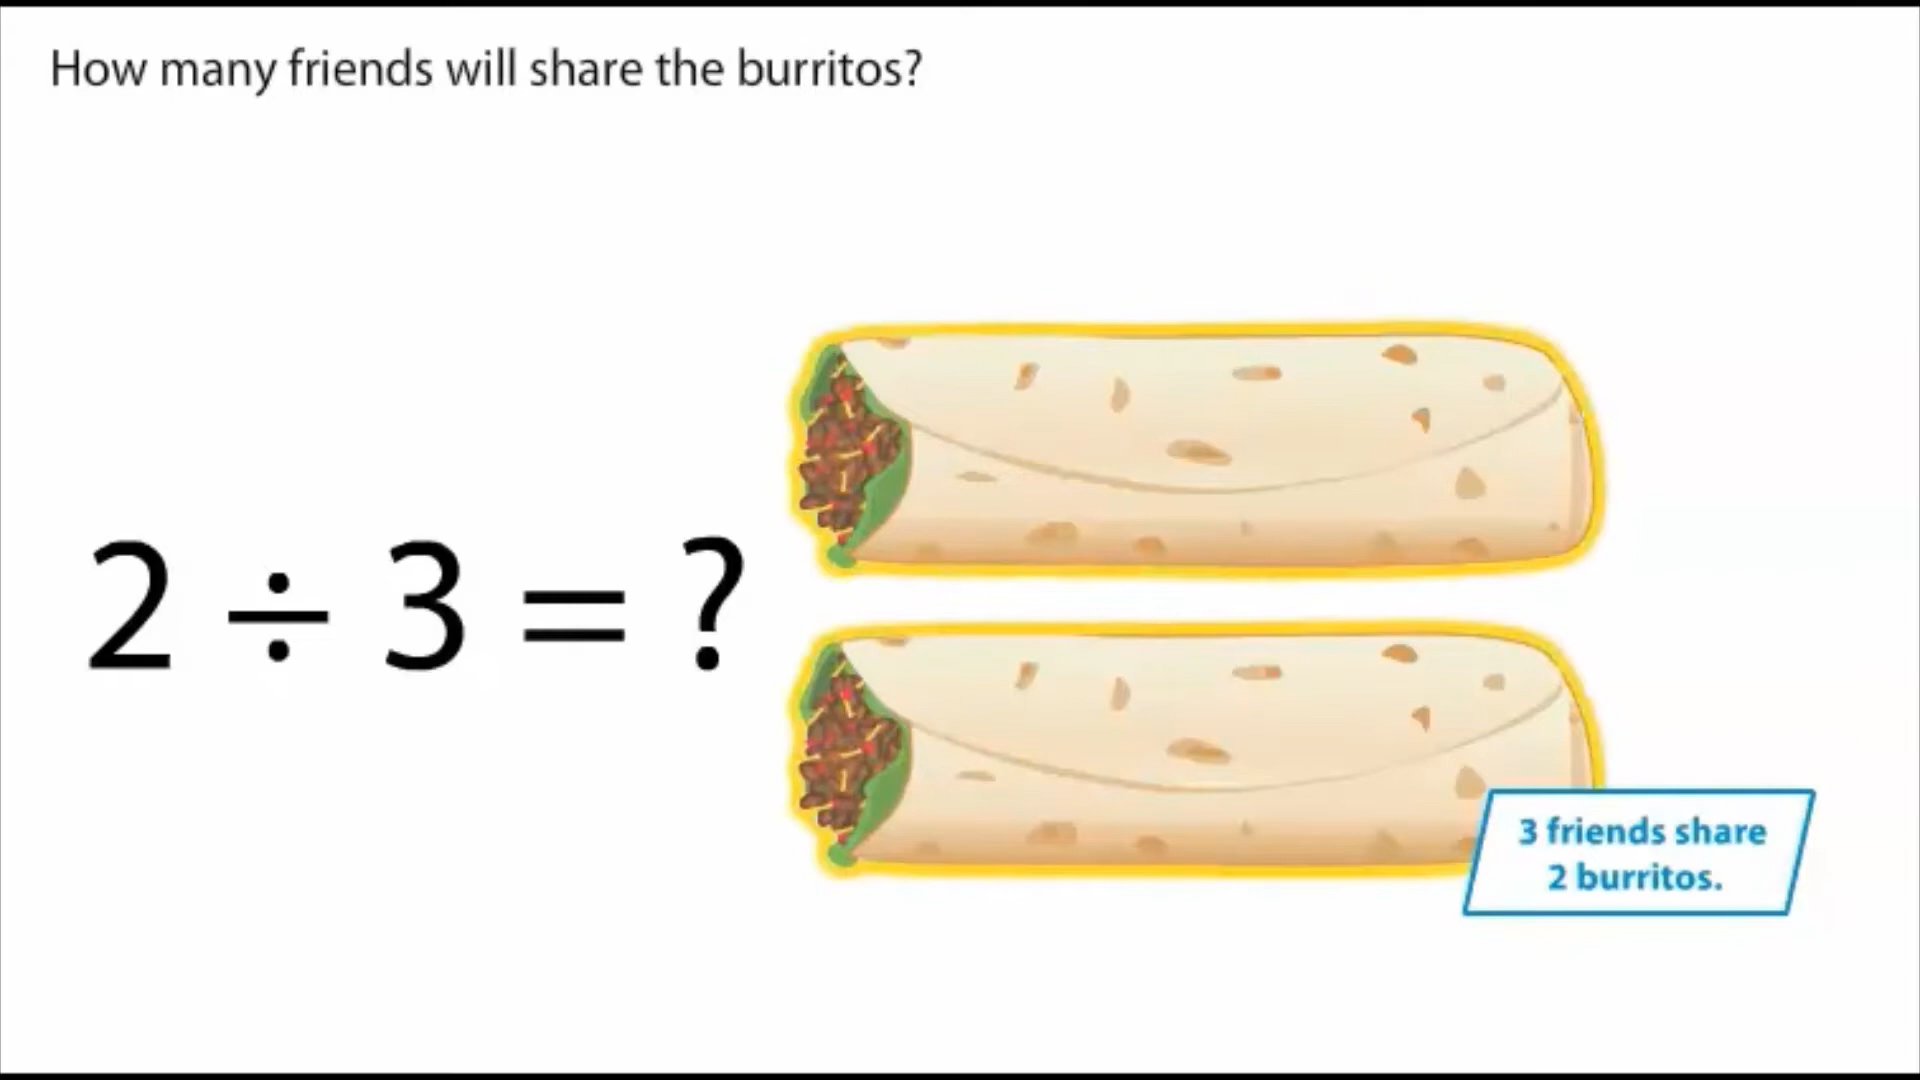 How many friends will share the burritos?
2 ÷ 3 = ?
3 friends share
2 burritos.